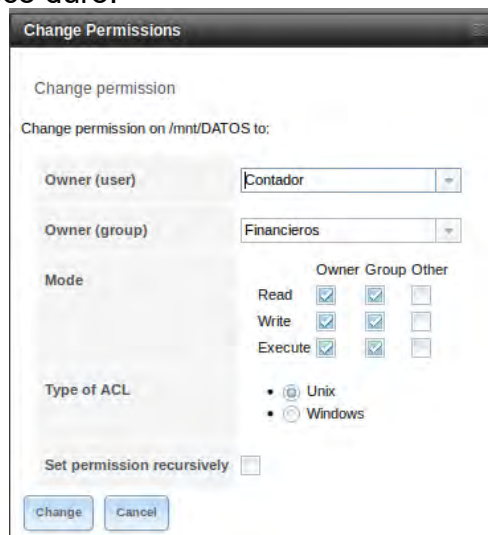 Change Permissions
Change permission
Change permission on /mnt/DATOS to:
Owner (user) Contador
Owner (group) Financieros
Mode
Owner Group Other
Read
Write
Execute
Type of ACL
Unix
Windows
Set permission recursively
Change Cancel